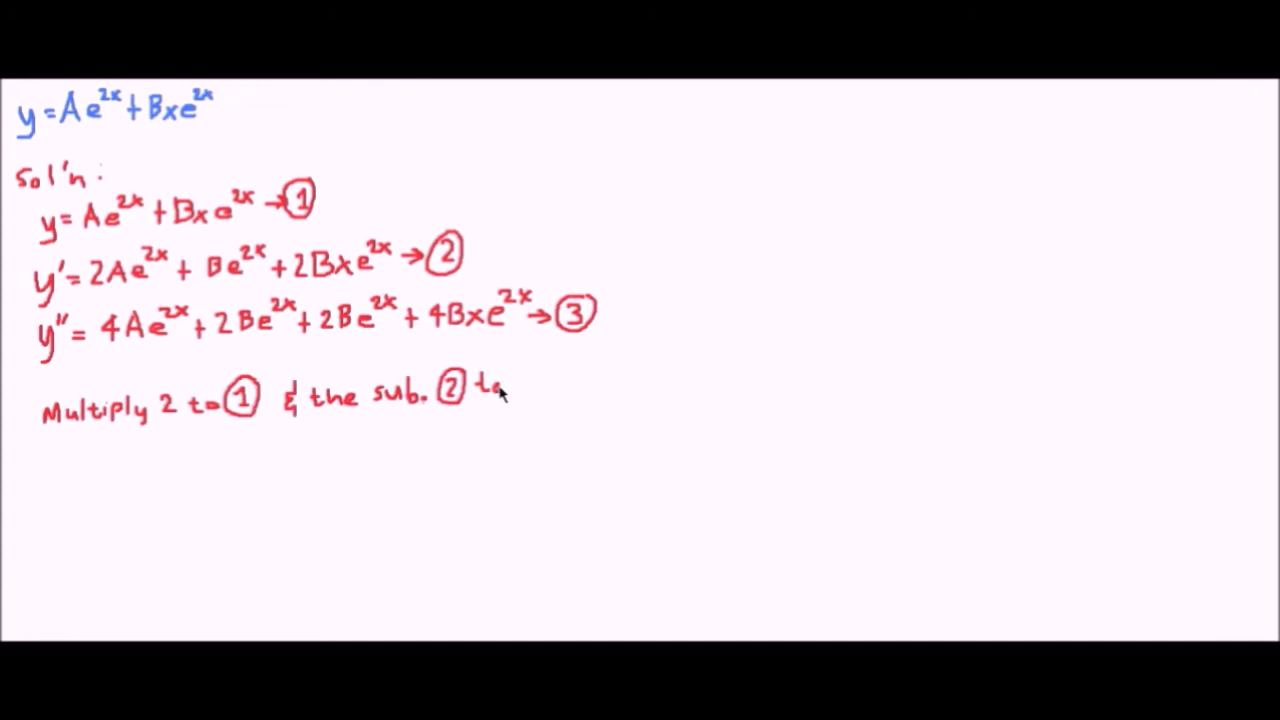 y = Ae^2x + Bxe^2x
Sol'n :
y = Ae^2x + Bxe^2x → ①
y' = 2Ae^2x + Be^2x + 2Bxe^2x → ②
y'' = 4Ae^2x + 2Be^2x + 2Be^2x + 4Bxe^2x → ③
Multiply 2 to ① & the sub. ② to